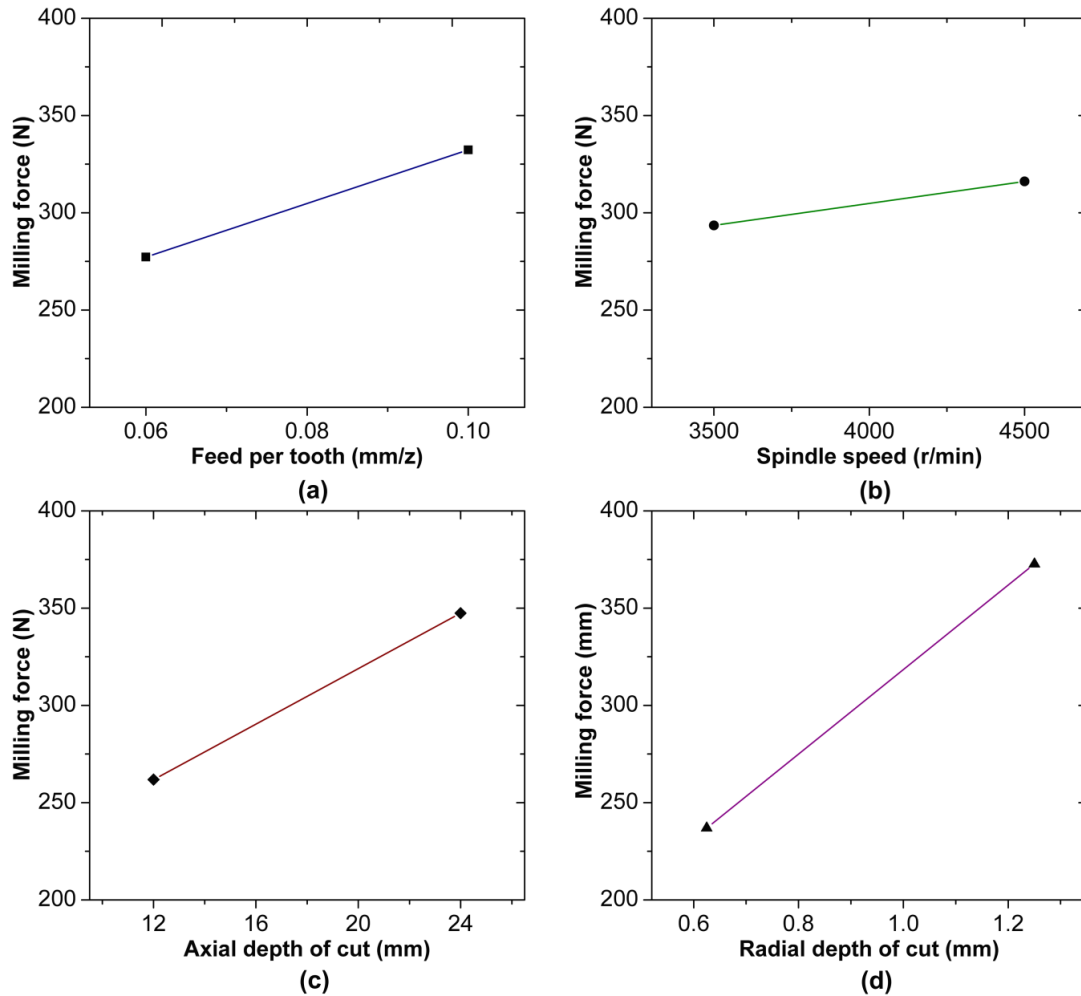 400
350
300
250
200
Milling force (N)
0.06 0.08 0.10
Feed per tooth (mm/z)
(a)
400
350
300
250
200
Milling force (N)
3500 4000 4500
Spindle speed (r/min)
(b)
400
350
300
250
200
Milling force (N)
12 16 20 24
Axial depth of cut (mm)
(c)
400
350
300
250
200
Milling force (mm)
0.6 0.8 1.0 1.2
Radial depth of cut (mm)
(d)